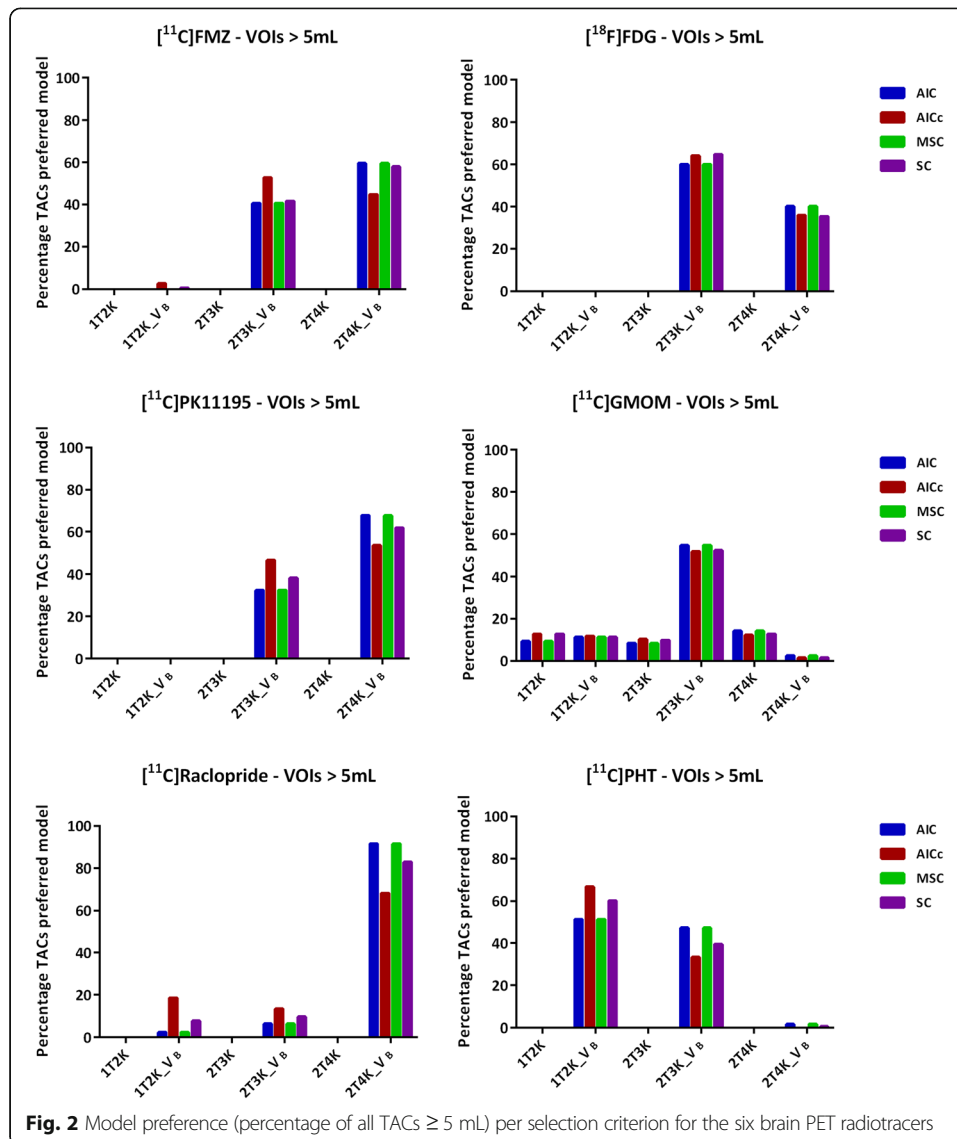 [¹¹C]FMZ - VOIs > 5mL
Percentage TACs preferred model
100
80
60
40
20
0
1T2K
1T2K_V B
2T3K
2T3K_V B
2T4K
2T4K_V B
[¹⁸F]FDG - VOIs > 5mL
Percentage TACs preferred model
100
80
60
40
20
0
1T2K
1T2K_V B
2T3K
2T3K_V B
2T4K
2T4K_V B
AIC
AICc
MSC
SC
[¹¹C]PK11195 - VOIs > 5mL
Percentage TACs preferred model
100
80
60
40
20
0
1T2K
1T2K_V B
2T3K
2T3K_V B
2T4K
2T4K_V B
[¹¹C]GMOM - VOIs > 5mL
Percentage TACs preferred model
100
80
60
40
20
0
1T2K
1T2K_V B
2T3K
2T3K_V B
2T4K
2T4K_V B
AIC
AICc
MSC
SC
[¹¹C]Raclopride - VOIs > 5mL
Percentage TACs preferred model
100
80
60
40
20
0
1T2K
1T2K_V B
2T3K
2T3K_V B
2T4K
2T4K_V B
[¹¹C]PHT - VOIs > 5mL
Percentage TACs preferred model
100
80
60
40
20
0
1T2K
1T2K_V B
2T3K
2T3K_V B
2T4K
2T4K_V B
AIC
AICc
MSC
SC
Fig. 2 Model preference (percentage of all TACs ≥ 5 mL) per selection criterion for the six brain PET radiotracers